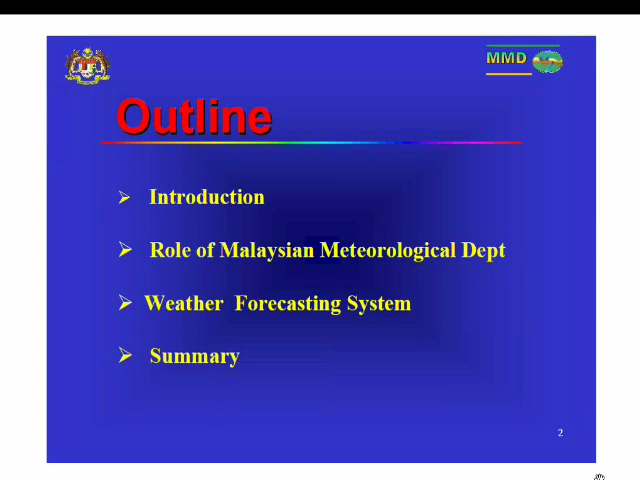 MMD
Outline
Introduction
Role of Malaysian Meteorological Dept
Weather Forecasting System
Summary
2